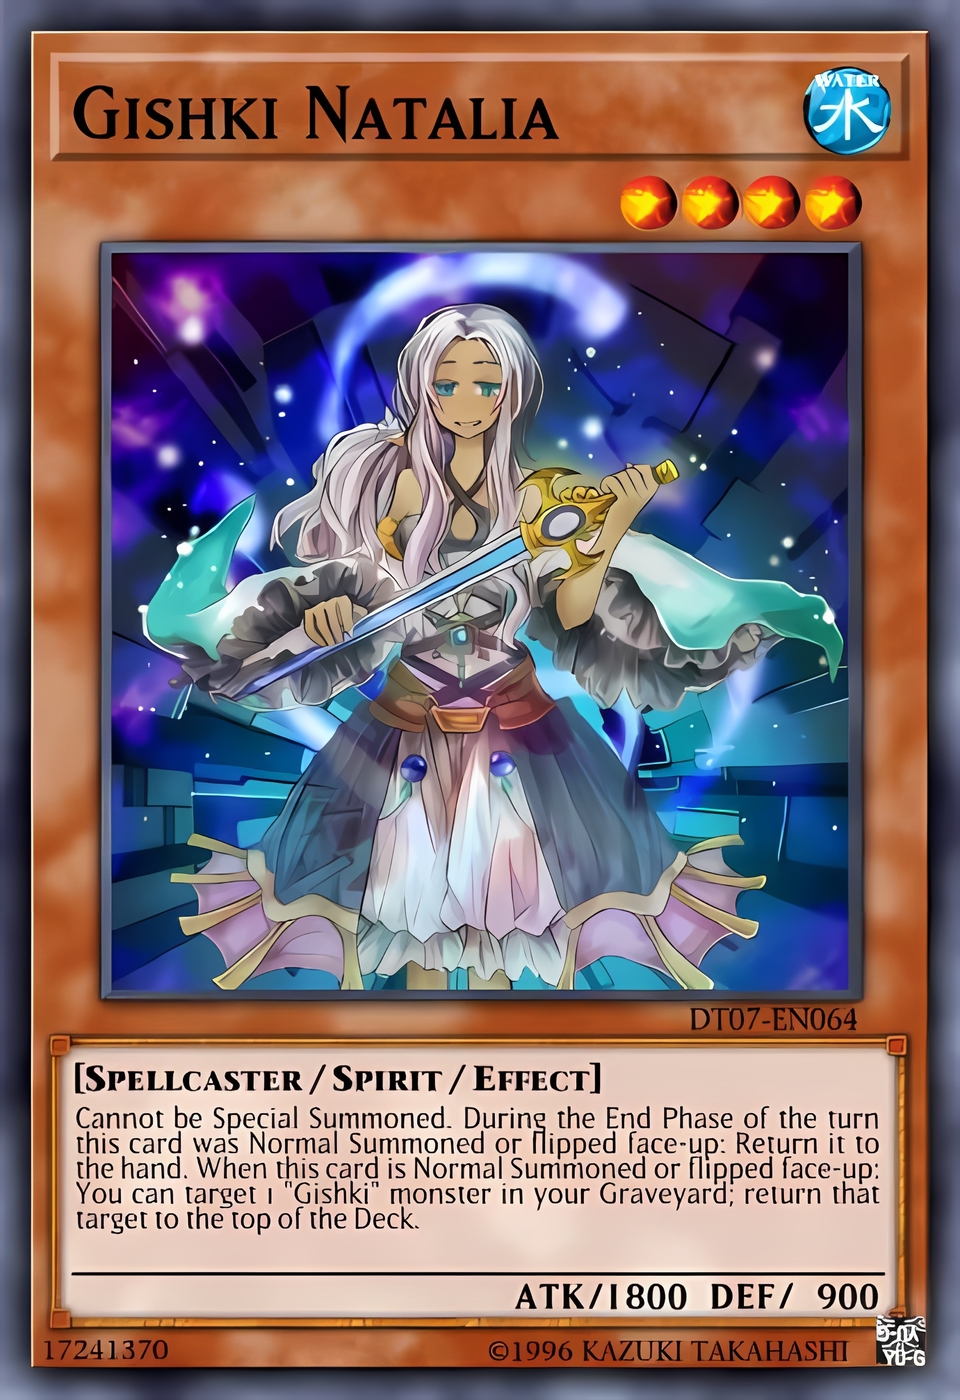 Gishki Natalia
WATER
水
DT07-EN064
[Spellcaster / Spirit / Effect]
Cannot be Special Summoned. During the End Phase of the turn
this card was Normal Summoned or flipped face-up: Return it to
the hand. When this card is Normal Summoned or flipped face-up:
You can target 1 "Gishki" monster in your Graveyard; return that
target to the top of the Deck.
ATK/1800 DEF/ 900
17241370
©1996 KAZUKI TAKAHASHI